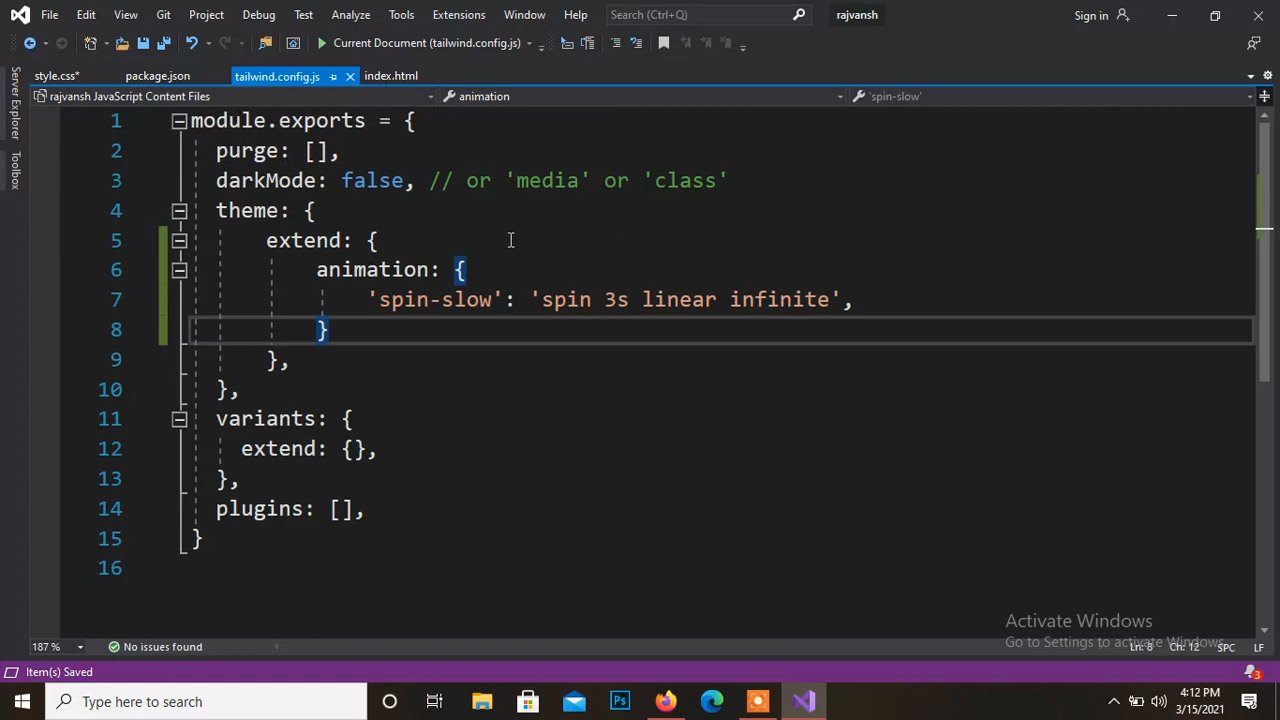 File Edit View Git Project Debug Test Analyze Tools Extensions Window Help Search (Ctrl+Q) rajvansh Sign in
Current Document (tailwind.config.js)
style.css* package.json tailwind.config.js index.html
rajvansh JavaScript Content Files animation 'spin-slow'
Server Explorer
Toolbox
1 module.exports = {
2 purge: [],
3 darkMode: false, // or 'media' or 'class'
4 theme: {
5 extend: {
6 animation: {
7 'spin-slow': 'spin 3s linear infinite',
8 }
9 },
10 },
11 variants: {
12 extend: {},
13 },
14 plugins: [],
15 }
16
Activate Windows
Go to Settings to activate Windows.
187 % No issues found Ln: 8 Ch: 12 SPC LF
Item(s) Saved 3
Type here to search Ps 4:12 PM
3/15/2021